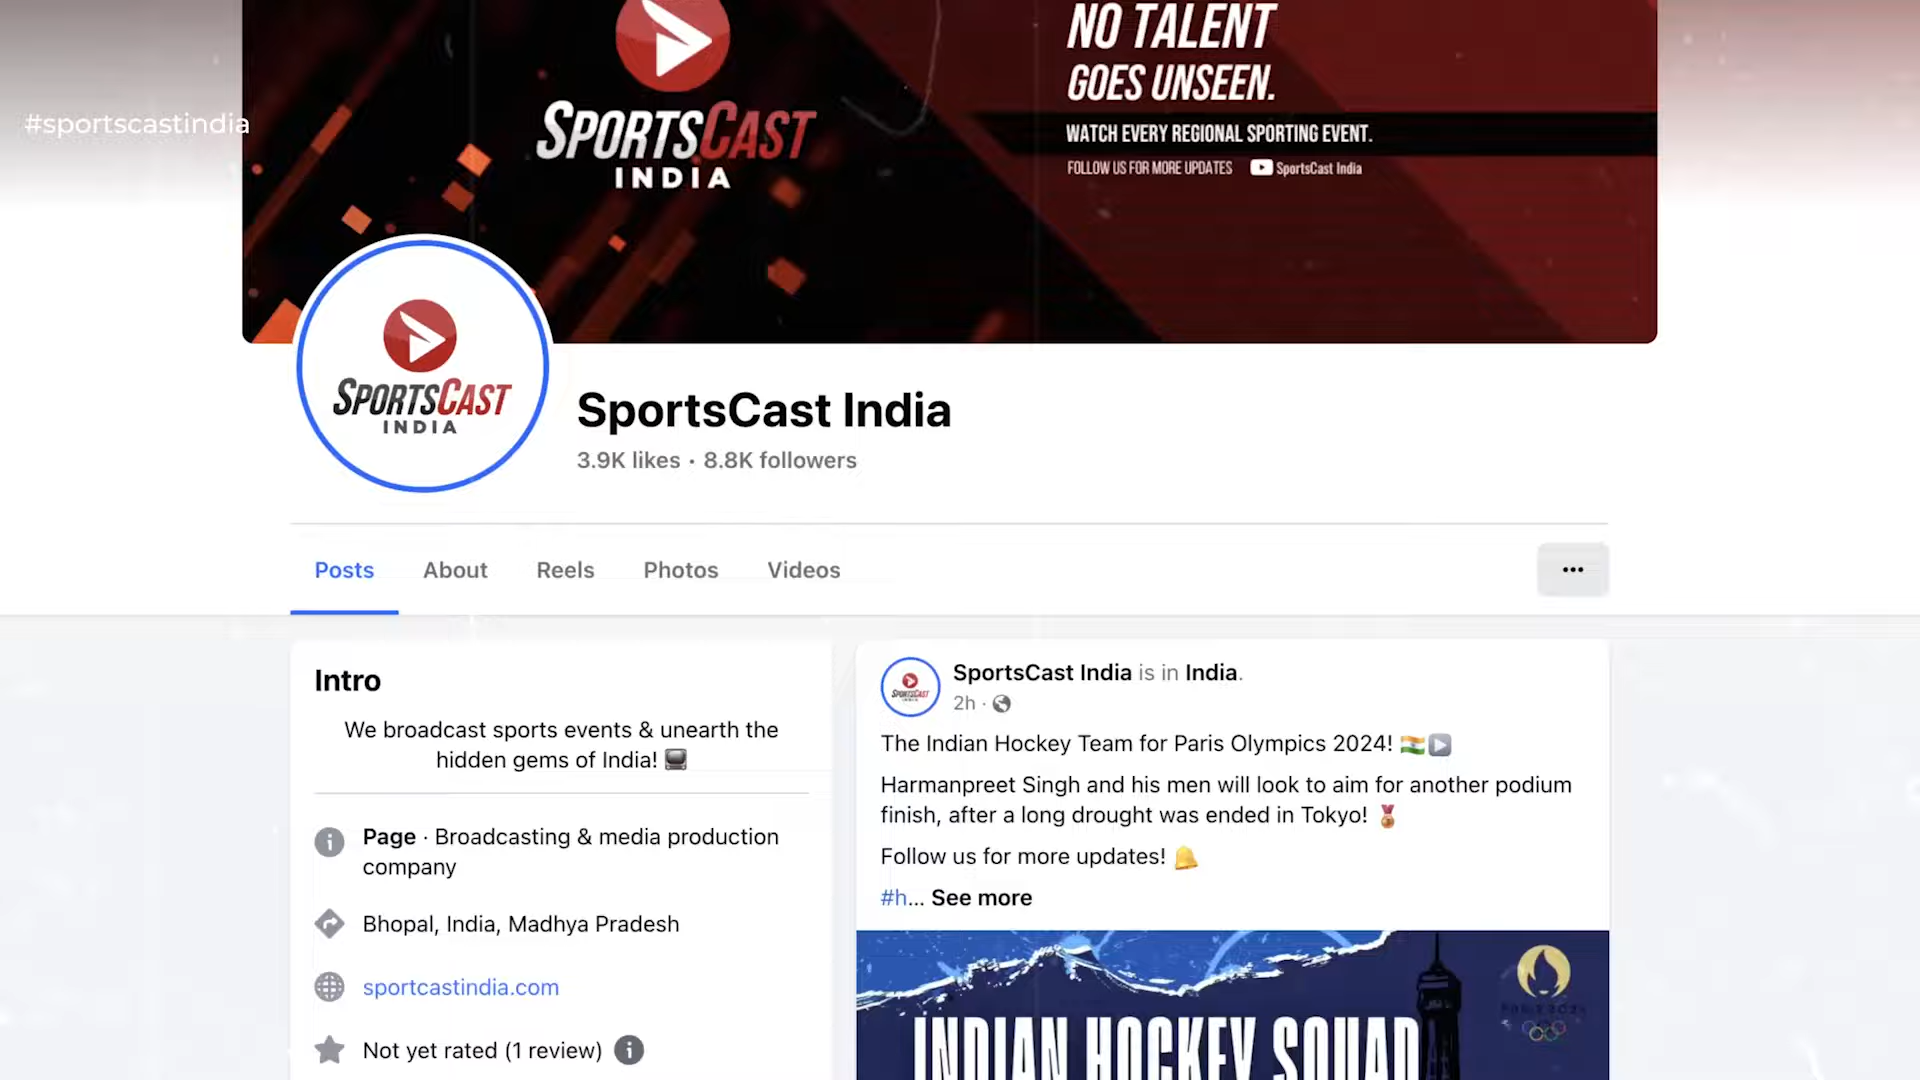 NO TALENT
GOES UNSEEN.
WATCH EVERY REGIONAL SPORTING EVENT.
FOLLOW US FOR MORE UPDATES SportsCast India
SPORTSCAST
INDIA
#sportscastindia
SPORTSCAST
INDIA
SportsCast India
3.9K likes · 8.8K followers
Posts About Reels Photos Videos
Intro
We broadcast sports events & unearth the
hidden gems of India! 📺
Page · Broadcasting & media production
company
Bhopal, India, Madhya Pradesh
sportcastindia.com
Not yet rated (1 review)
SPORTSCAST
SportsCast India is in India.
2h ·
The Indian Hockey Team for Paris Olympics 2024! 🇮🇳▶️
Harmanpreet Singh and his men will look to aim for another podium
finish, after a long drought was ended in Tokyo! 🥉
Follow us for more updates! 🔔
#h... See more
INDIAN HOCKEY SQUAD